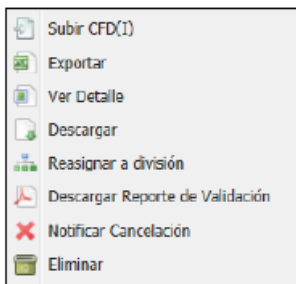 Subir CFD(I)
Exportar
Ver Detalle
Descargar
Reasignar a división
Descargar Reporte de Validación
Notificar Cancelación
Eliminar